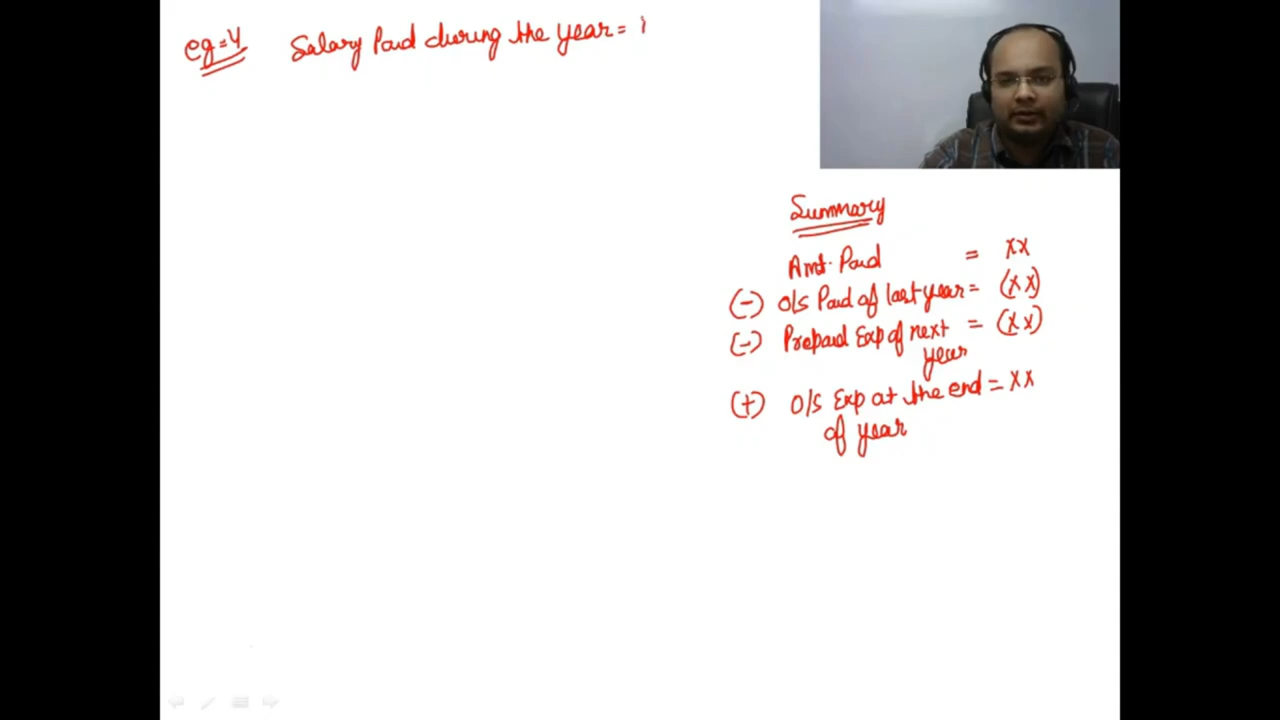 eg=4 Salary Paid during the year=
Summary
Amt. Paid = XX
(-) O/S Paid of last year = (XX)
(-) Prepaid Exp of next = (XX)
year
(+) O/S Exp at the end = XX
of year